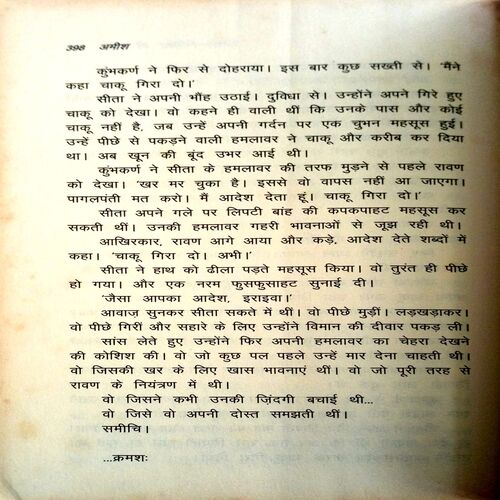 398 अमीश
कुंभकर्ण ने फिर से दोहराया। इस बार कुछ सख्ती से। 'मैंने
कहा चाकू गिरा दो।'
सीता ने अपनी भौंह उठाई। दुविधा से। उन्होंने अपने गिरे हुए
चाकू को देखा। वो कहने ही वाली थीं कि उनके पास और कोई
चाकू नहीं है, जब उन्हें अपनी गर्दन पर एक चुभन महसूस हुई।
उन्हें पीछे से पकड़ने वाली हमलावर ने चाकू और करीब कर दिया
था। अब खून की बूंद उभर आई थी।
कुंभकर्ण ने सीता के हमलावर की तरफ मुड़ने से पहले रावण
को देखा। 'खर मर चुका है। इससे वो वापस नहीं आ जाएगा।
पागलपंती मत करो। मैं आदेश देता हूं। चाकू गिरा दो।'
सीता अपने गले पर लिपटी बांह की कपकपाहट महसूस कर
सकती थीं। उनकी हमलावर गहरी भावनाओं से जूझ रही थी।
आखिरकार, रावण आगे आया और कड़े, आदेश देते शब्दों में
कहा। 'चाकू गिरा दो। अभी।'
सीता ने हाथ को ढीला पड़ते महसूस किया। वो तुरंत ही पीछे
हो गया। और एक नरम फुसफुसाहट सुनाई दी।
'जैसा आपका आदेश, इराइवा।'
आवाज़ सुनकर सीता सकते में थीं। वो पीछे मुड़ीं। लड़खड़ाकर।
वो पीछे गिरीं और सहारे के लिए उन्होंने विमान की दीवार पकड़ ली।
सांस लेते हुए उन्होंने फिर अपनी हमलावर का चेहरा देखने
की कोशिश की। वो जो कुछ पल पहले उन्हें मार देना चाहती थी।
वो जिसकी खर के लिए खास भावनाएं थीं। वो जो पूरी तरह से
रावण के नियंत्रण में थी।
वो जिसने कभी उनकी ज़िंदगी बचाई थी...
वो जिसे वो अपनी दोस्त समझती थीं।
समीचि।
...क्रमशः